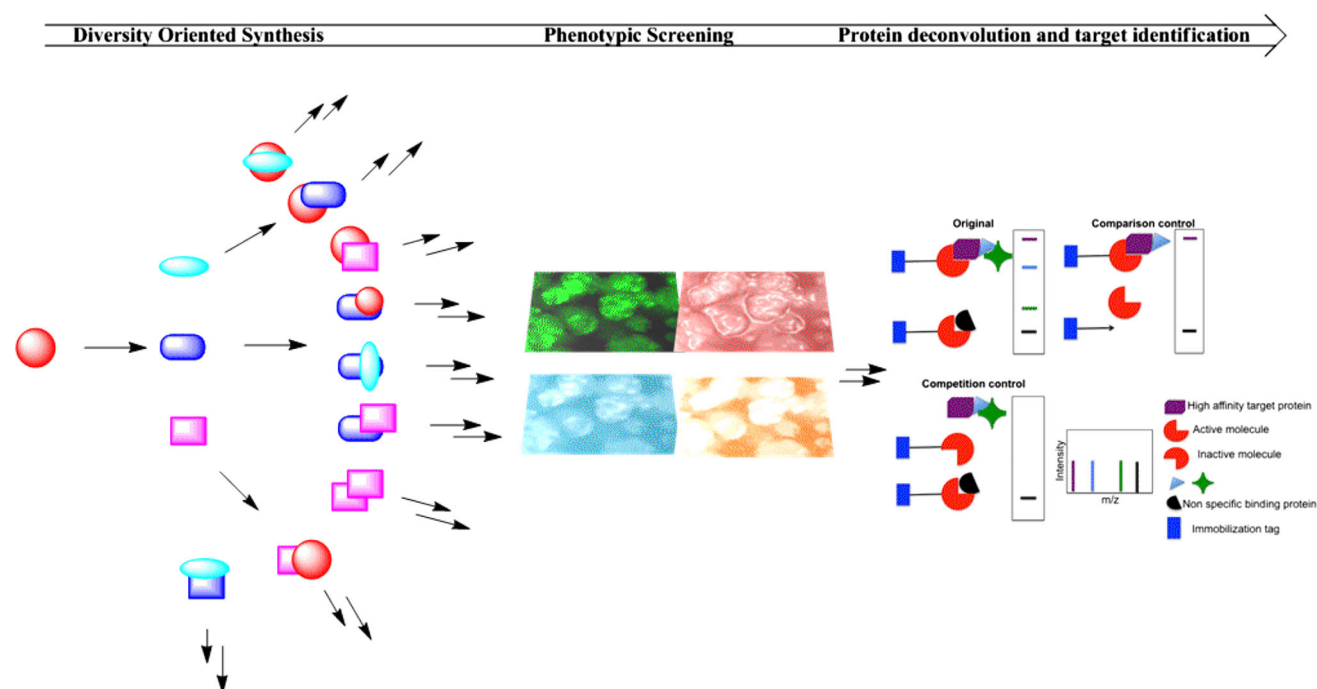 Diversity Oriented Synthesis
Phenotypic Screening
Protein deconvolution and target identification
Original
Comparison control
Competition control
High affinity target protein
Active molecule
Inactive molecule
Non specific binding protein
Immobilization tag
Intensity
m/z